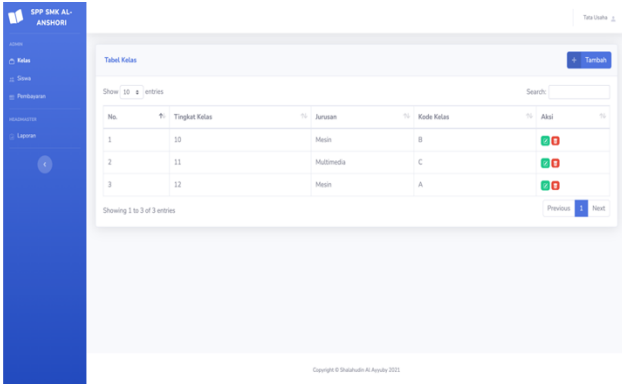 SPP SMK AL-
ANSHORI
Tata Usaha
ADMIN
Kelas
Siswa
Pembayaran
HEADMASTER
Laporan
Tabel Kelas
+ Tambah
Show 10 entries
Search:
No. Tingkat Kelas Jurusan Kode Kelas Aksi
1 10 Mesin B
2 11 Multimedia C
3 12 Mesin A
Showing 1 to 3 of 3 entries
Previous 1 Next
Copyright © Sholahudin Al Ayyuby 2021